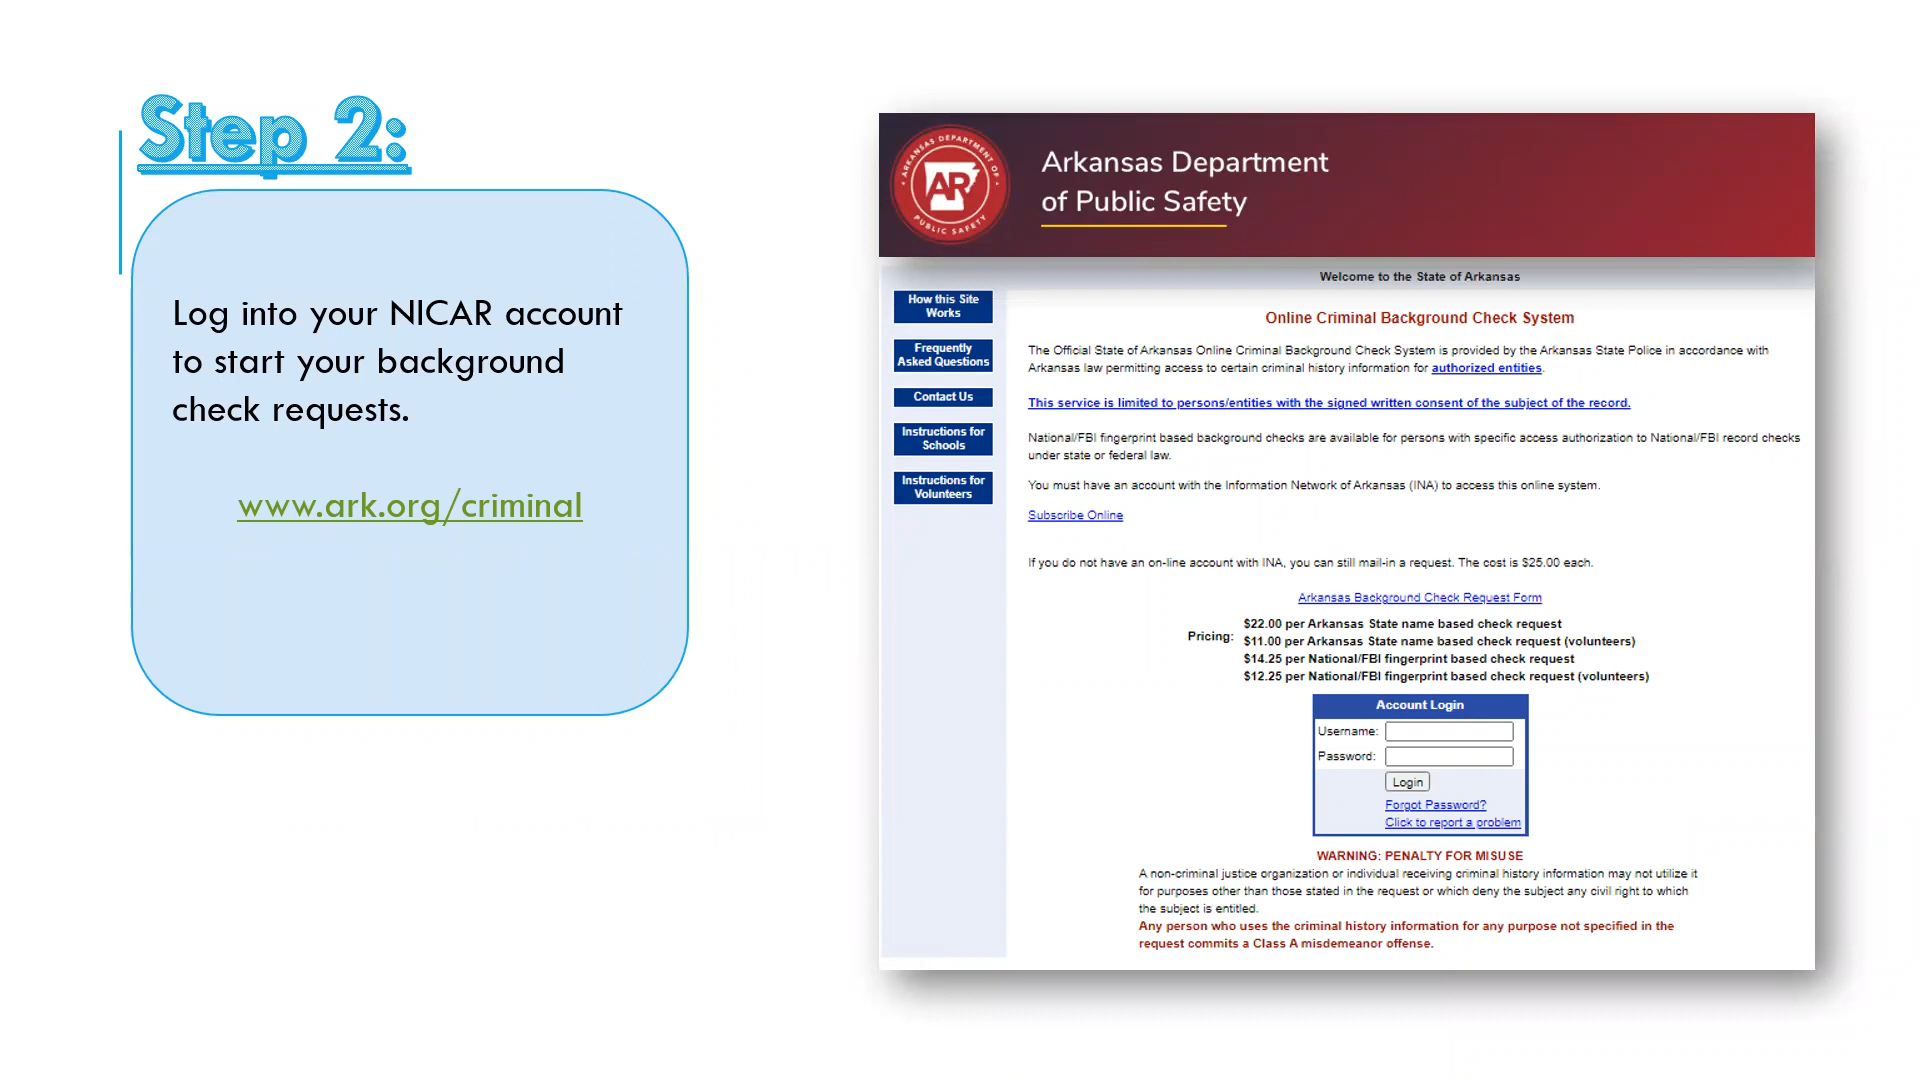 Step 2:
Log into your NICAR account
to start your background
check requests.
www.ark.org/criminal
ARKANSAS DEPARTMENT OF
AR
PUBLIC SAFETY
Arkansas Department
of Public Safety
Welcome to the State of Arkansas
How this Site
Works
Frequently
Asked Questions
Contact Us
Instructions for
Schools
Instructions for
Volunteers
Online Criminal Background Check System
The Official State of Arkansas Online Criminal Background Check System is provided by the Arkansas State Police in accordance with
Arkansas law permitting access to certain criminal history information for authorized entities.
This service is limited to persons/entities with the signed written consent of the subject of the record.
National/FBI fingerprint based background checks are available for persons with specific access authorization to National/FBI record checks
under state or federal law.
You must have an account with the Information Network of Arkansas (INA) to access this online system.
Subscribe Online
If you do not have an on-line account with INA, you can still mail-in a request. The cost is $25.00 each.
Arkansas Background Check Request Form
Pricing:
$22.00 per Arkansas State name based check request
$11.00 per Arkansas State name based check request (volunteers)
$14.25 per National/FBI fingerprint based check request
$12.25 per National/FBI fingerprint based check request (volunteers)
Account Login
Username:
Password:
Login
Forgot Password?
Click to report a problem
WARNING: PENALTY FOR MISUSE
A non-criminal justice organization or individual receiving criminal history information may not utilize it
for purposes other than those stated in the request or which deny the subject any civil right to which
the subject is entitled.
Any person who uses the criminal history information for any purpose not specified in the
request commits a Class A misdemeanor offense.